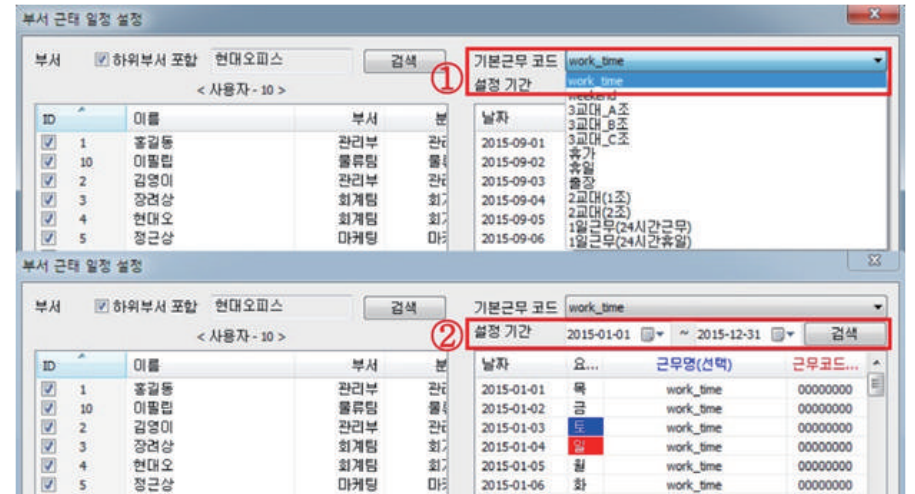 부서 근태 일정 설정
부서 하위부서 포함 현대오피스 검색 ① 기본근무 코드 work_time
< 사용자 - 10 > 설정 기간 work_time
weekend
ID 이름 부서 날짜 3교대_A조
3교대_B조
1 홍길동 관리부 2015-09-01 3교대_C조
휴가
10 이필립 물류팀 2015-09-02 휴일
2 김영이 관리부 2015-09-03 출장
3 장려상 회계팀 2015-09-04 2교대(1조)
2교대(2조)
4 현대오 회계팀 2015-09-05 1일근무(24시간근무)
5 정근상 마케팅 2015-09-06 1일근무(24시간휴일)
부서 근태 일정 설정
부서 하위부서 포함 현대오피스 검색 기본근무 코드 work_time
< 사용자 - 10 > ② 설정 기간 2015-01-01 ~ 2015-12-31 검색
ID 이름 부서 날짜 요... 근무명(선택) 근무코드...
1 홍길동 관리부 2015-01-01 목 work_time 00000000
10 이필립 물류팀 2015-01-02 금 work_time 00000000
2 김영이 관리부 2015-01-03 토 work_time 00000000
3 장려상 회계팀 2015-01-04 일 work_time 00000000
4 현대오 회계팀 2015-01-05 월 work_time 00000000
5 정근상 마케팅 2015-01-06 화 work_time 00000000